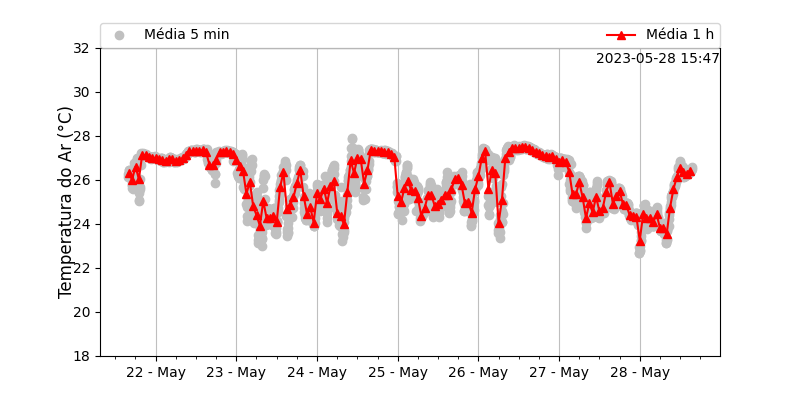 Média 5 min
Média 1 h
2023-05-28 15:47
Temperatura do Ar (°C)
32
30
28
26
24
22
20
18
22 - May
23 - May
24 - May
25 - May
26 - May
27 - May
28 - May